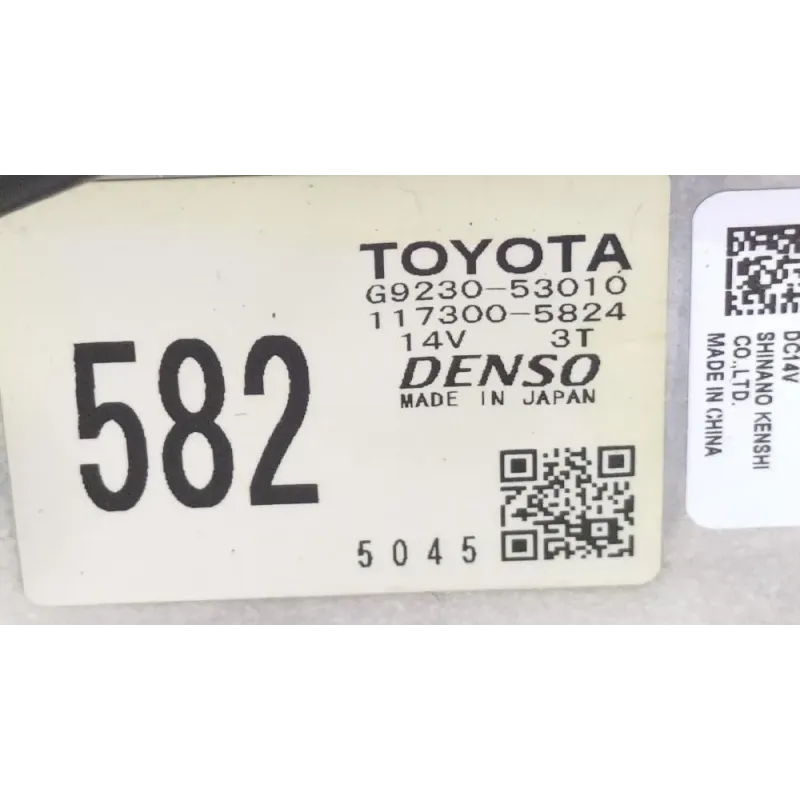 TOYOTA
G9230-53010
117300-5824
14V 3T
DENSO
MADE IN JAPAN
582
5045
DC14V
SHINANO KENSHI
CO.,LTD.
MADE IN CHINA